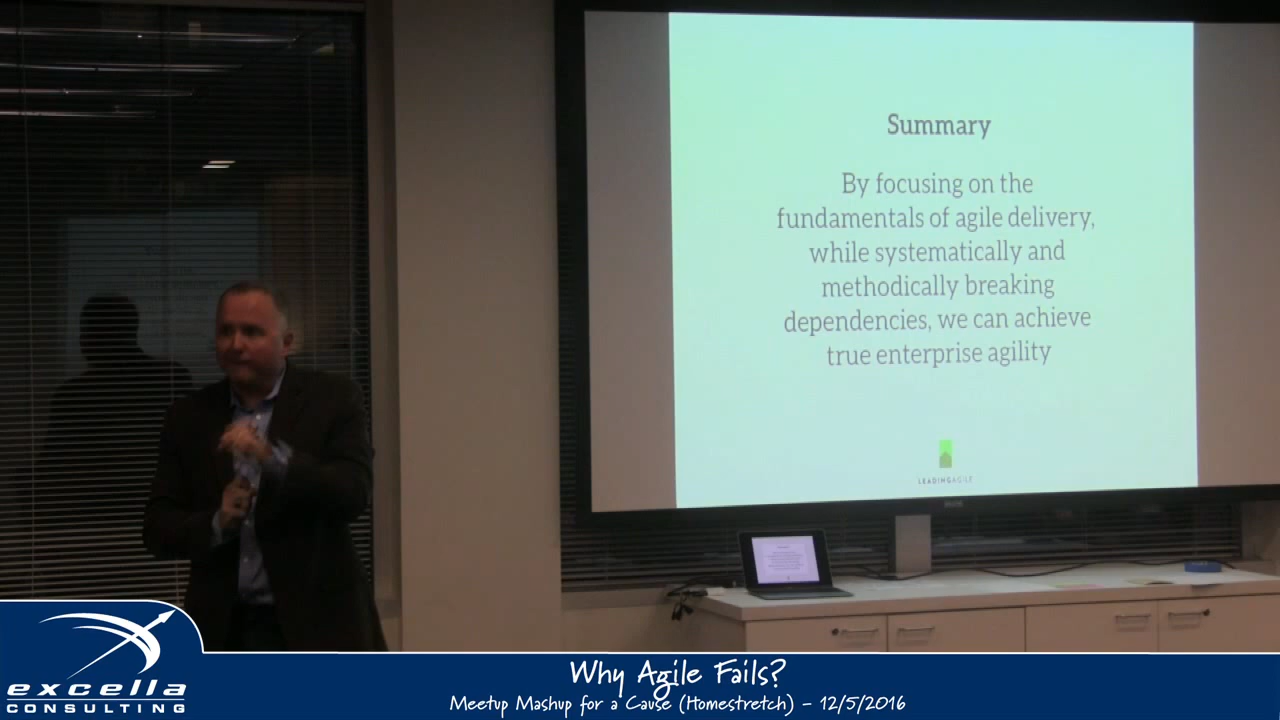 Summary
By focusing on the
fundamentals of agile delivery,
while systematically and
methodically breaking
dependencies, we can achieve
true enterprise agility
LEADINGAGILE
excella
CONSULTING
Why Agile Fails?
Meetup Mashup for a Cause (Homestretch) - 12/5/2016